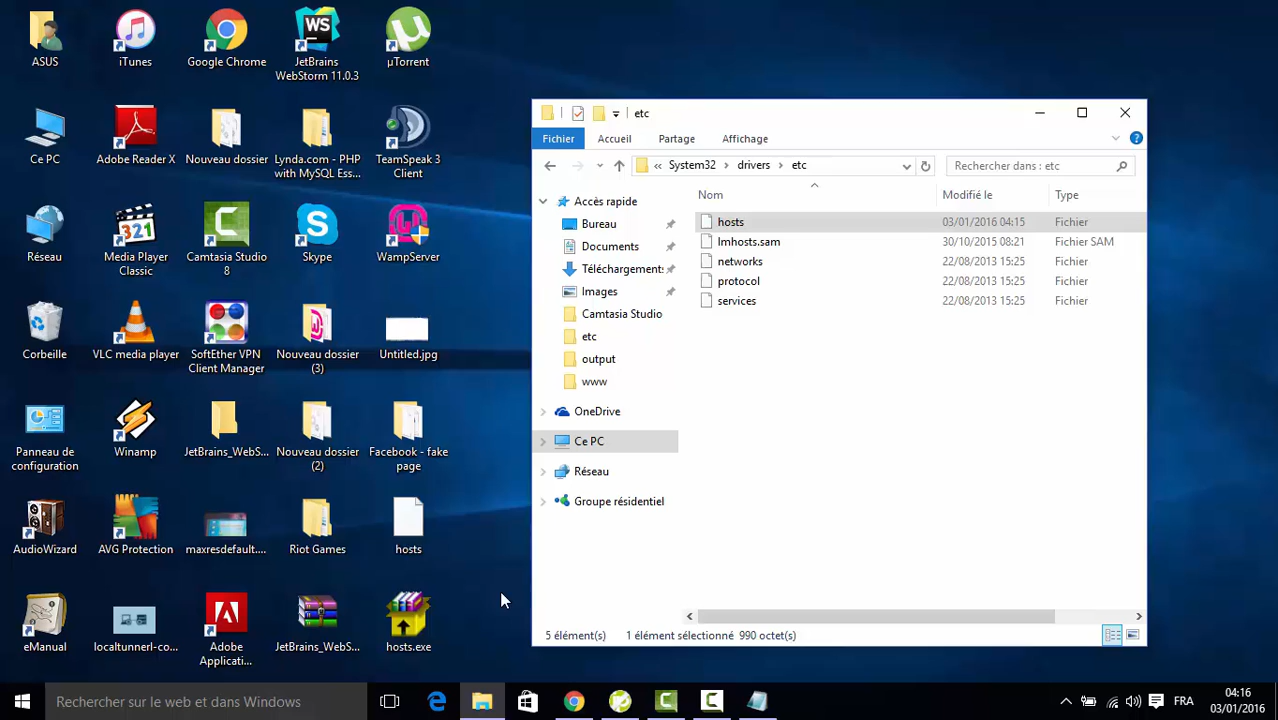 ASUS
iTunes
Google Chrome
JetBrains
WebStorm 11.0.3
µTorrent
Ce PC
Adobe Reader X
Nouveau dossier
Lynda.com - PHP
with MySQL Ess...
TeamSpeak 3
Client
Réseau
Media Player
Classic
Camtasia Studio
8
Skype
WampServer
Corbeille
VLC media player
SoftEther VPN
Client Manager
Nouveau dossier
(3)
Untitled.jpg
Panneau de
configuration
Winamp
JetBrains_WebS...
Nouveau dossier
(2)
Facebook - fake
page
AudioWizard
AVG Protection
maxresdefault....
Riot Games
hosts
eManual
localtunnerl-co...
Adobe
Applicati...
JetBrains_WebS...
hosts.exe
WS
321
etc
Fichier
Accueil
Partage
Affichage
« System32 › drivers › etc
Rechercher dans : etc
Nom Modifié le Type
hosts 03/01/2016 04:15 Fichier
lmhosts.sam 30/10/2015 08:21 Fichier SAM
networks 22/08/2013 15:25 Fichier
protocol 22/08/2013 15:25 Fichier
services 22/08/2013 15:25 Fichier
Accès rapide
Bureau
Documents
Téléchargement:
Images
Camtasia Studio
etc
output
www
OneDrive
Ce PC
Réseau
Groupe résidentiel
5 élément(s) 1 élément sélectionné 990 octet(s)
Rechercher sur le web et dans Windows
FRA
04:16
03/01/2016